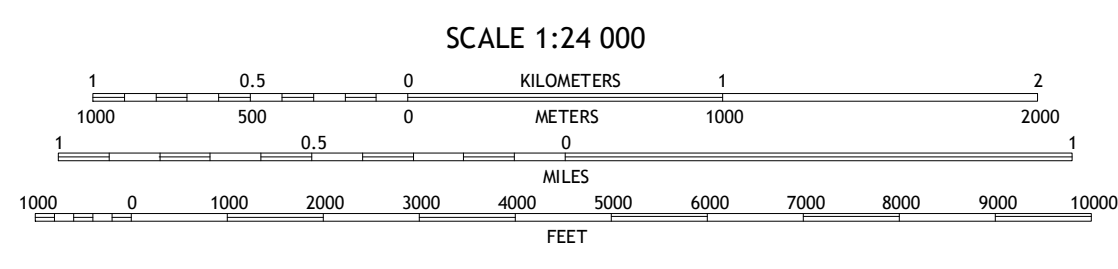 SCALE 1:24 000
1 0.5 0 KILOMETERS 1 2
1000 500 0 METERS 1000 2000
1 0.5 0 1
MILES
1000 0 1000 2000 3000 4000 5000 6000 7000 8000 9000 10000
FEET